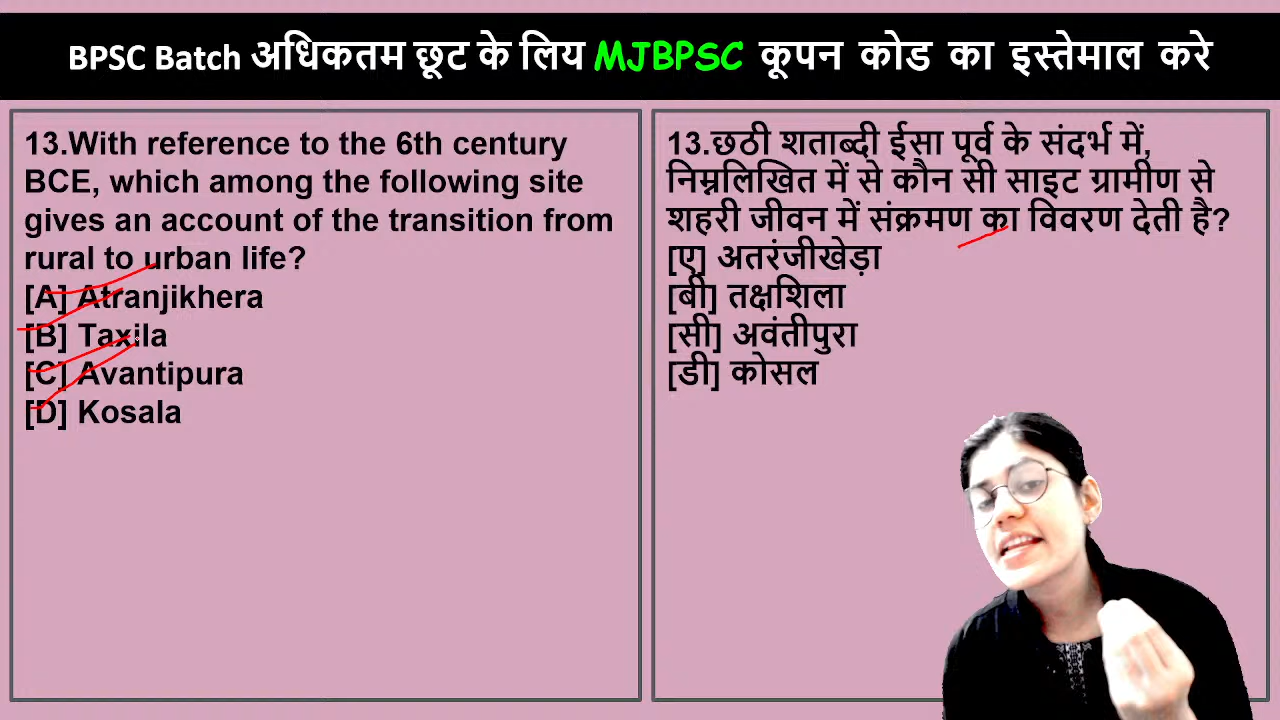 BPSC Batch अधिकतम छूट के लिय MJBPSC कूपन कोड का इस्तेमाल करे
13.With reference to the 6th century
BCE, which among the following site
gives an account of the transition from
rural to urban life?
[A] Atranjikhera
[B] Taxila
[C] Avantipura
[D] Kosala
13.छठी शताब्दी ईसा पूर्व के संदर्भ में,
निम्नलिखित में से कौन सी साइट ग्रामीण से
शहरी जीवन में संक्रमण का विवरण देती है?
[ए] अतरंजीखेड़ा
[बी] तक्षशिला
[सी] अवंतीपुरा
[डी] कोसल